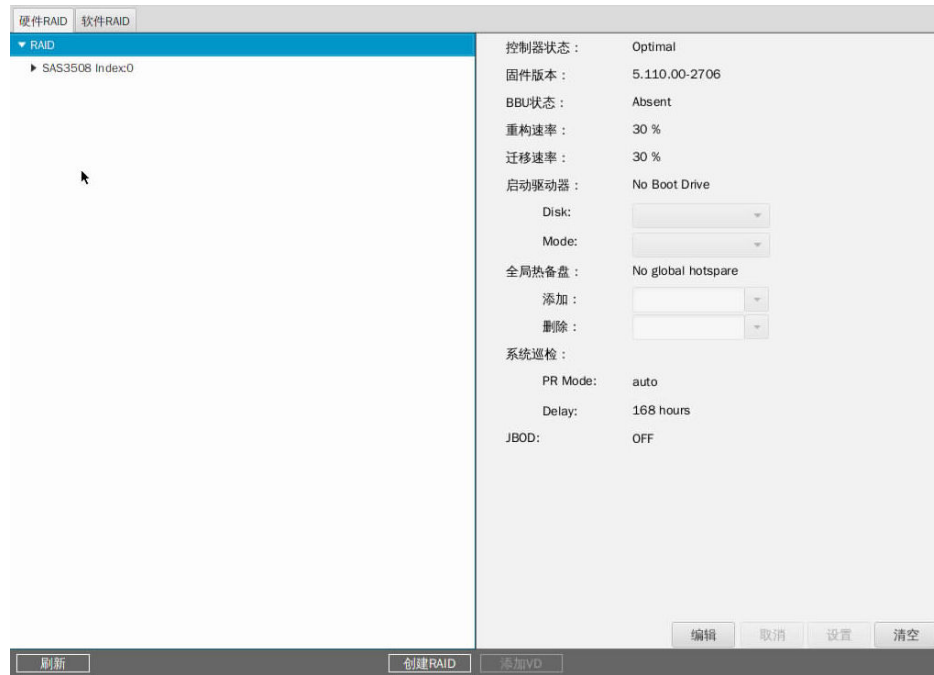 硬件RAID 软件RAID
RAID
SAS3508 Index:0
控制器状态： Optimal
固件版本： 5.110.00-2706
BBU状态： Absent
重构速率： 30 %
迁移速率： 30 %
启动驱动器： No Boot Drive
Disk:
Mode:
全局热备盘： No global hotspare
添加：
删除：
系统巡检：
PR Mode: auto
Delay: 168 hours
JBOD: OFF
编辑 取消 设置 清空
刷新 创建RAID 添加VD